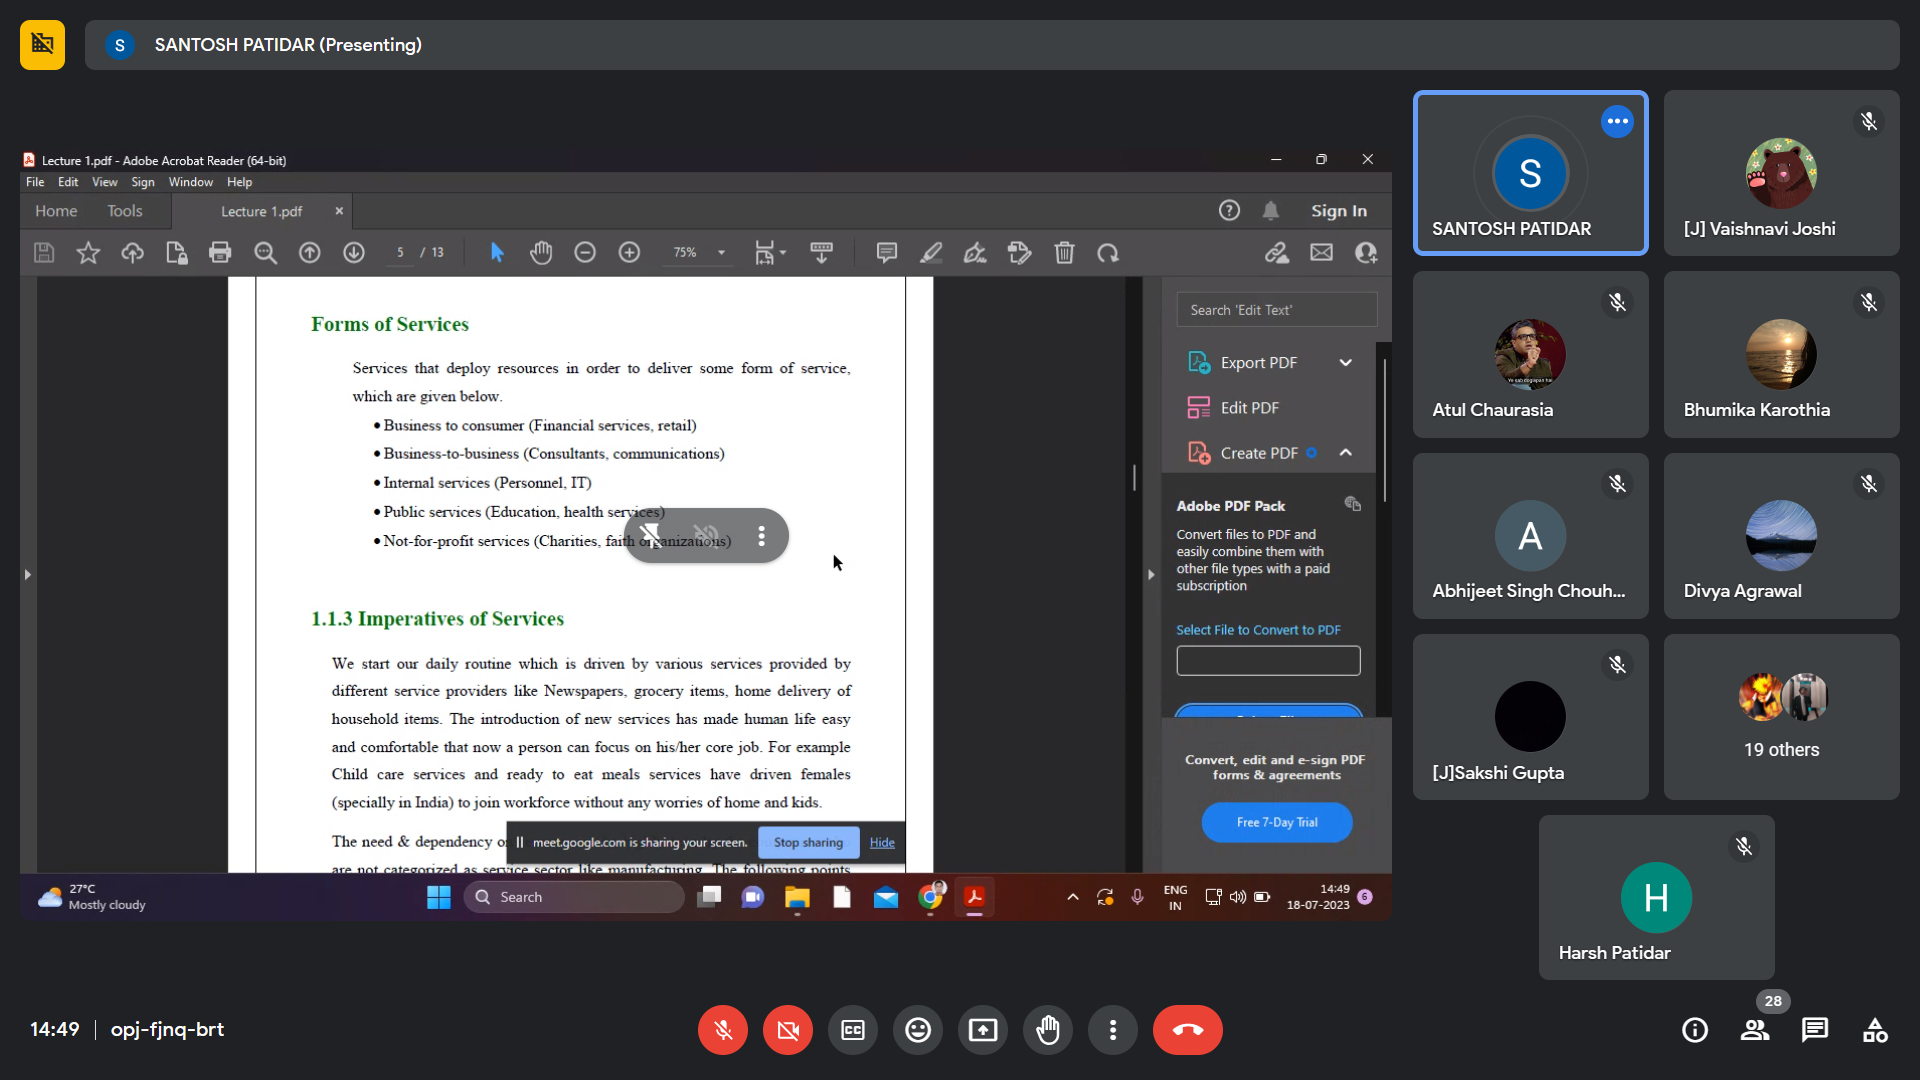 S SANTOSH PATIDAR (Presenting)
Lecture 1.pdf - Adobe Acrobat Reader (64-bit)
File Edit View Sign Window Help
Home Tools Lecture 1.pdf × Sign In
5 / 13 75%
Forms of Services
Services that deploy resources in order to deliver some form of service,
which are given below.
• Business to consumer (Financial services, retail)
• Business-to-business (Consultants, communications)
• Internal services (Personnel, IT)
• Public services (Education, health services)
• Not-for-profit services (Charities, faith organizations)
1.1.3 Imperatives of Services
We start our daily routine which is driven by various services provided by
different service providers like Newspapers, grocery items, home delivery of
household items. The introduction of new services has made human life easy
and comfortable that now a person can focus on his/her core job. For example
Child care services and ready to eat meals services have driven females
(specially in India) to join workforce without any worries of home and kids.
The need & dependency
are not categorized as service sector like manufacturing. The following points
meet.google.com is sharing your screen. Stop sharing Hide
Search 'Edit Text'
Export PDF
Edit PDF
Create PDF
Adobe PDF Pack
Convert files to PDF and
easily combine them with
other file types with a paid
subscription
Select File to Convert to PDF
Convert, edit and e-sign PDF
forms & agreements
Free 7-Day Trial
27°C
Mostly cloudy
Search
ENG
IN
14:49
18-07-2023
6
S
SANTOSH PATIDAR
[J] Vaishnavi Joshi
Atul Chaurasia
Bhumika Karothia
A
Abhijeet Singh Chouh...
Divya Agrawal
[J]Sakshi Gupta
19 others
H
Harsh Patidar
14:49 | opj-fjnq-brt
28